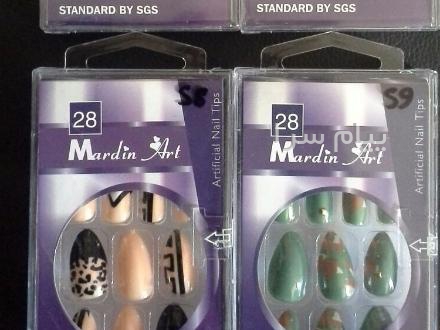 STANDARD BY SGS
STANDARD BY SGS
S8
28
Mardin Art
Artificial Nail Tips
S9
28
پیام سرا
Mardin Art
Artificial Nail Tips